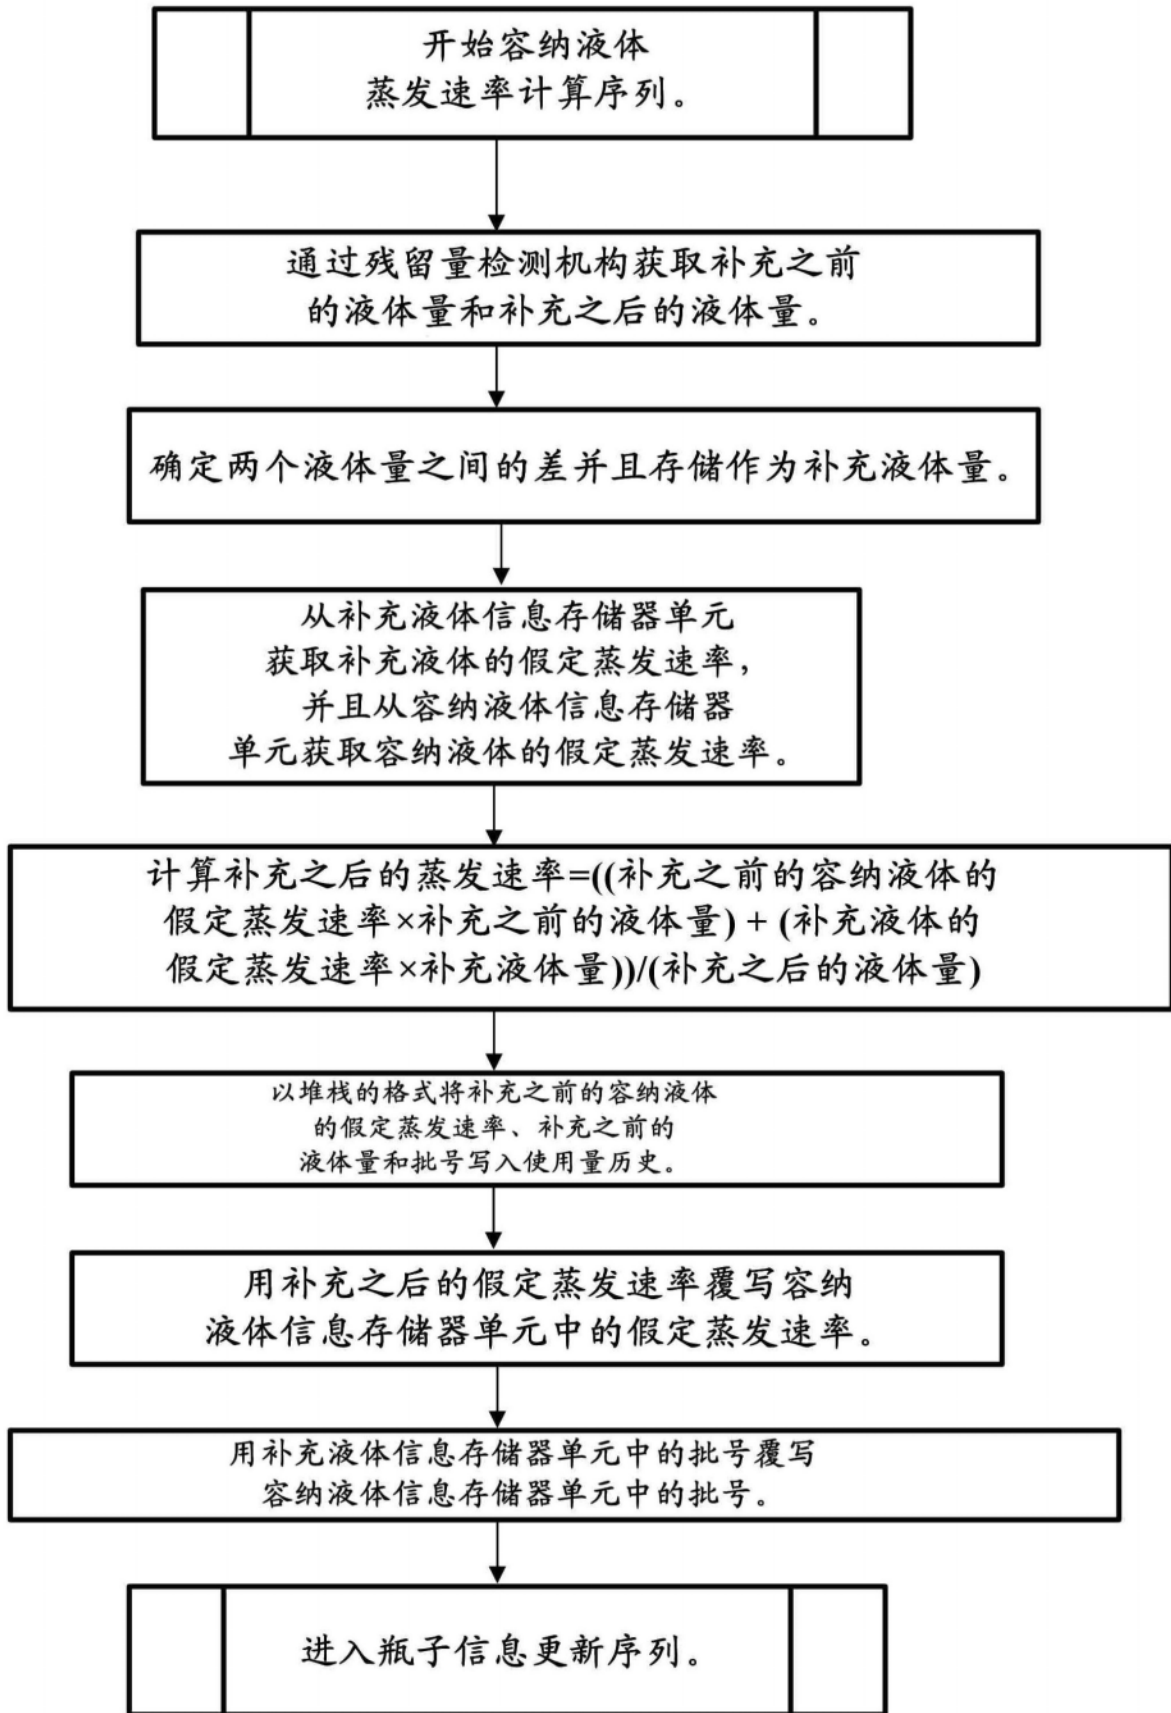 开始容纳液体
蒸发速率计算序列。
通过残留量检测机构获取补充之前
的液体量和补充之后的液体量。
确定两个液体量之间的差并且存储作为补充液体量。
从补充液体信息存储器单元
获取补充液体的假定蒸发速率，
并且从容纳液体信息存储器
单元获取容纳液体的假定蒸发速率。
计算补充之后的蒸发速率=((补充之前的容纳液体的
假定蒸发速率×补充之前的液体量) + (补充液体的
假定蒸发速率×补充液体量))/(补充之后的液体量)
以堆栈的格式将补充之前的容纳液体
的假定蒸发速率、补充之前的
液体量和批号写入使用量历史。
用补充之后的假定蒸发速率覆写容纳
液体信息存储器单元中的假定蒸发速率。
用补充液体信息存储器单元中的批号覆写
容纳液体信息存储器单元中的批号。
进入瓶子信息更新序列。